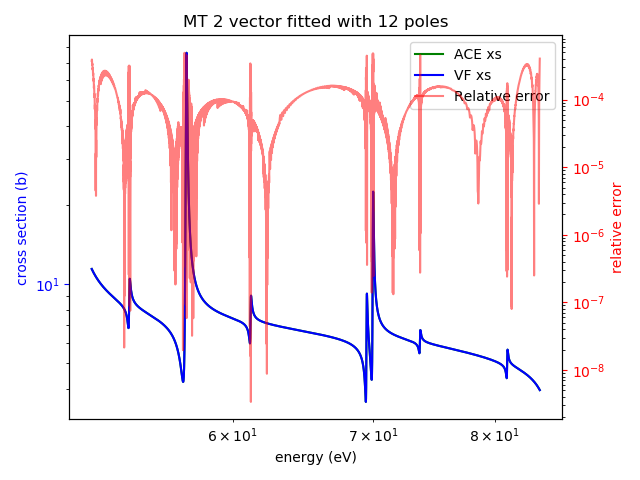 MT 2 vector fitted with 12 poles
ACE xs
VF xs
Relative error
cross section (b)
10¹
10⁻⁴
10⁻⁵
10⁻⁶
10⁻⁷
10⁻⁸
relative error
6 × 10¹ 7 × 10¹ 8 × 10¹
energy (eV)